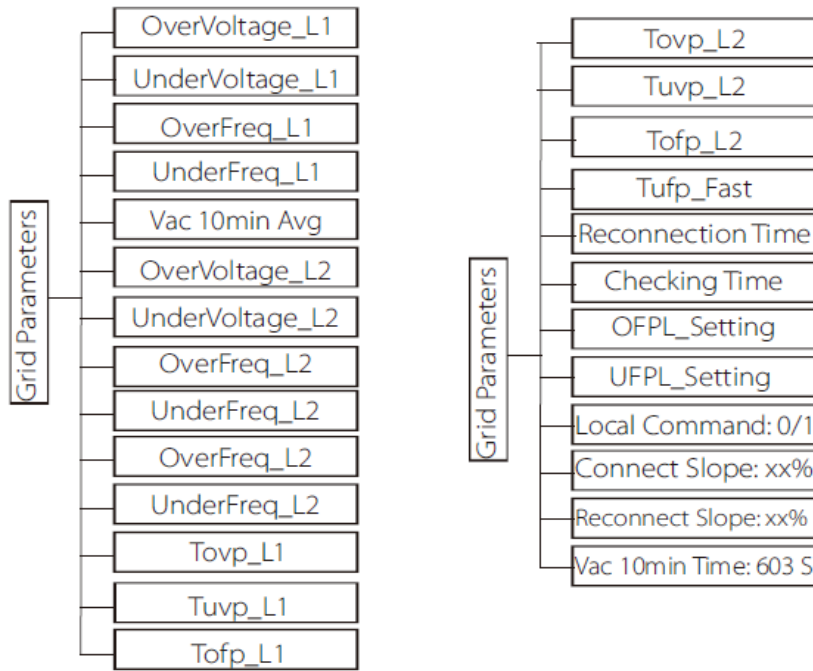 Grid Parameters
OverVoltage_L1
UnderVoltage_L1
OverFreq_L1
UnderFreq_L1
Vac 10min Avg
OverVoltage_L2
UnderVoltage_L2
OverFreq_L2
UnderFreq_L2
OverFreq_L2
UnderFreq_L2
Tovp_L1
Tuvp_L1
Tofp_L1
Grid Parameters
Tovp_L2
Tuvp_L2
Tofp_L2
Tufp_Fast
Reconnection Time
Checking Time
OFPL_Setting
UFPL_Setting
Local Command: 0/1
Connect Slope: xx%
Reconnect Slope: xx%
Vac 10min Time: 603 S